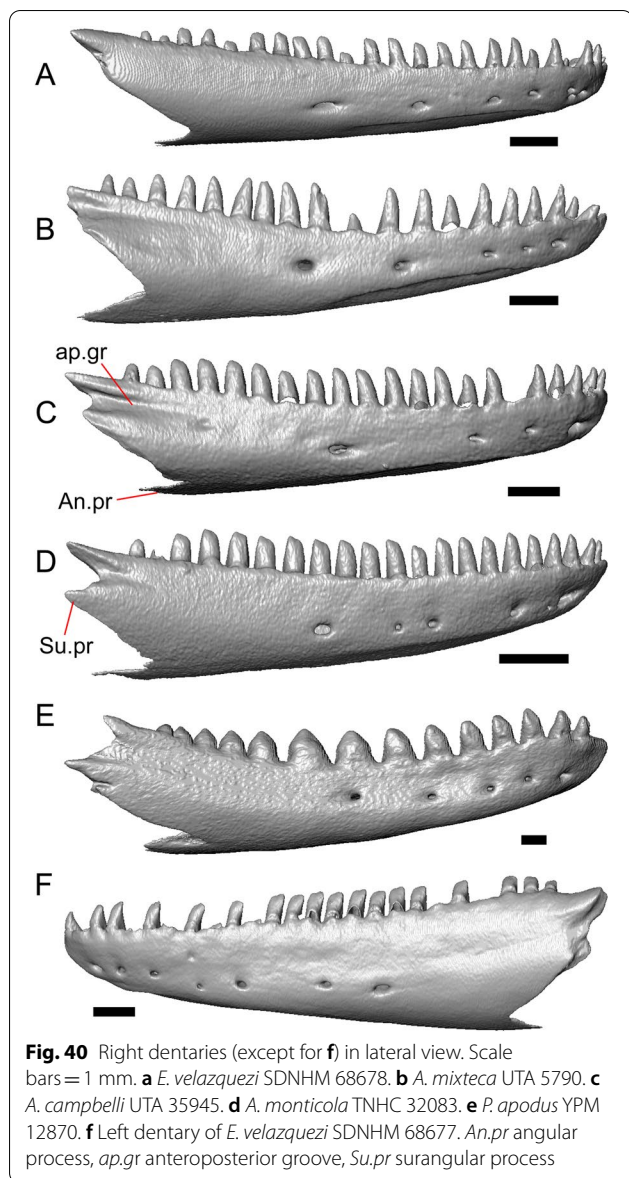 A
B
ap.gr
C
An.pr
D
Su.pr
E
F
Fig. 40 Right dentaries (except for f) in lateral view. Scale
bars = 1 mm. a E. velazquezi SDNHM 68678. b A. mixteca UTA 5790. c
A. campbelli UTA 35945. d A. monticola TNHC 32083. e P. apodus YPM
12870. f Left dentary of E. velazquezi SDNHM 68677. An.pr angular
process, ap.gr anteroposterior groove, Su.pr surangular process